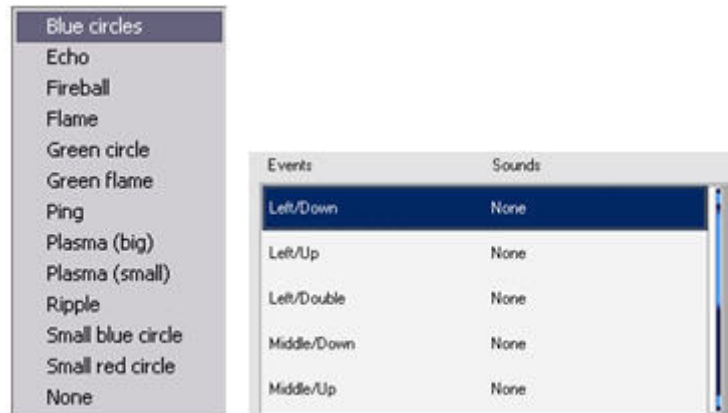 Blue circles
Echo
Fireball
Flame
Green circle
Green flame
Ping
Plasma (big)
Plasma (small)
Ripple
Small blue circle
Small red circle
None
Events Sounds
Left/Down None
Left/Up None
Left/Double None
Middle/Down None
Middle/Up None